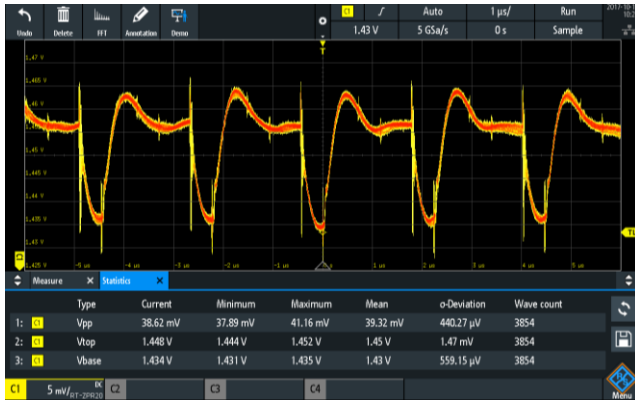 C1 Auto 1 µs/ Run 2017-10-1
1.43 V 5 GSa/s 0 s Sample
Undo Delete FFT Annotation Demo
T
1.47 V
1.465 V
1.46 V
1.45 V
1.44 V
1.435 V
1.43 V
1.425 V
-5 µs -4 µs -3 µs -2 µs -1 µs 1 µs 2 µs 3 µs 4 µs 5 µs
C1
TL
Measure X Statistics X
Type Current Minimum Maximum Mean σ-Deviation Wave count
1: C1 Vpp 38.62 mV 37.89 mV 41.16 mV 39.32 mV 440.27 µV 3854
2: C1 Vtop 1.448 V 1.444 V 1.452 V 1.45 V 1.47 mV 3854
3: C1 Vbase 1.434 V 1.431 V 1.435 V 1.43 V 559.15 µV 3854
C1 5 mV/ RT-ZPR20 C2 C3 C4
Menu